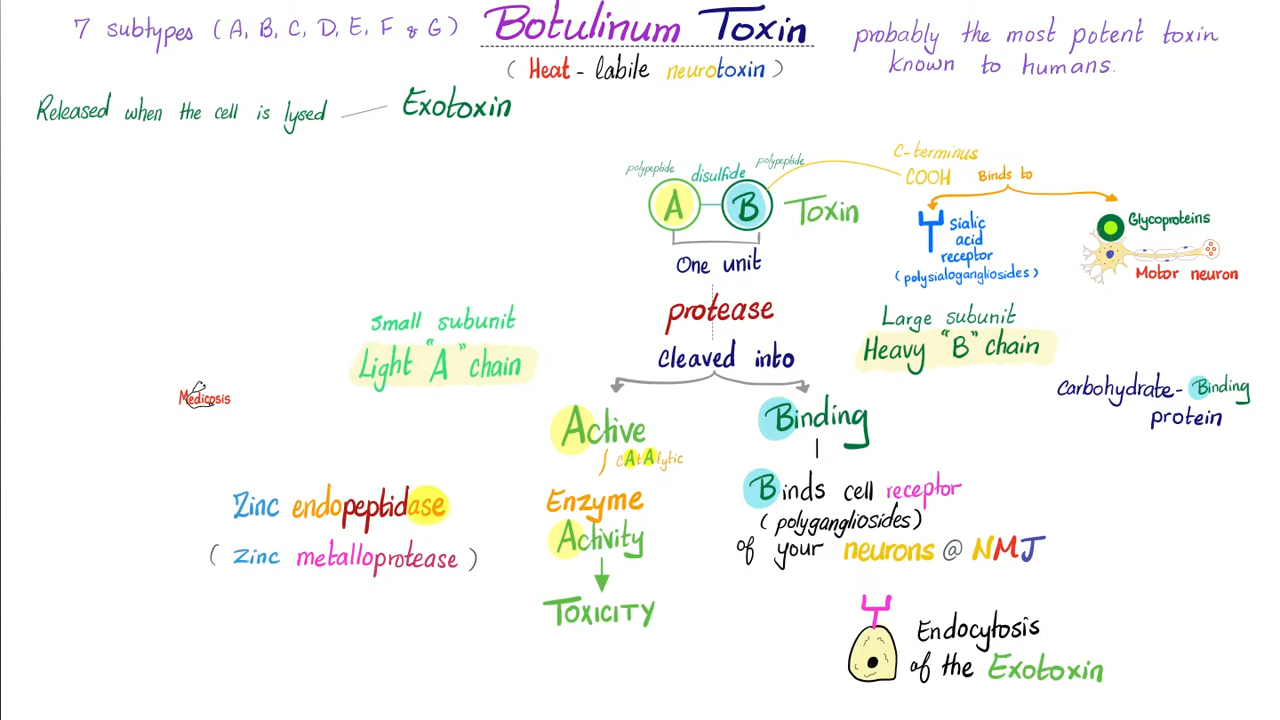 7 subtypes (A, B, C, D, E, F & G)
Botulinum Toxin
(Heat-labile neurotoxin)
probably the most potent toxin
known to humans.
Released when the cell is lysed
Exotoxin
polypeptide
disulfide
polypeptide
A
B
Toxin
C-terminus
COOH
Binds to
sialic
acid
receptor
(polysialogangliosides)
Glycoproteins
Motor neuron
One unit
protease
Cleaved into
Small subunit
Light "A" chain
Large subunit
Heavy "B" chain
Medicosis
Carbohydrate-Binding
protein
Active
CAtAlytic
Enzyme
Activity
TOXICITY
Zinc endopeptidase
(Zinc metalloprotease)
Binding
Binds cell receptor
(polygangliosides)
of your neurons @ NMJ
Endocytosis
of the Exotoxin